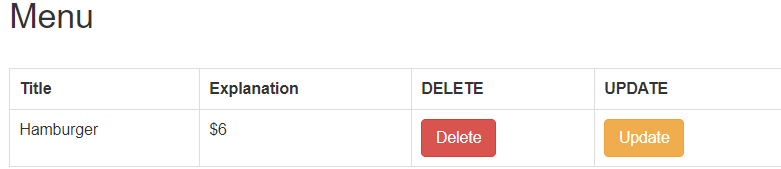 Menu
Title Explanation DELETE UPDATE
Hamburger $6 Delete Update